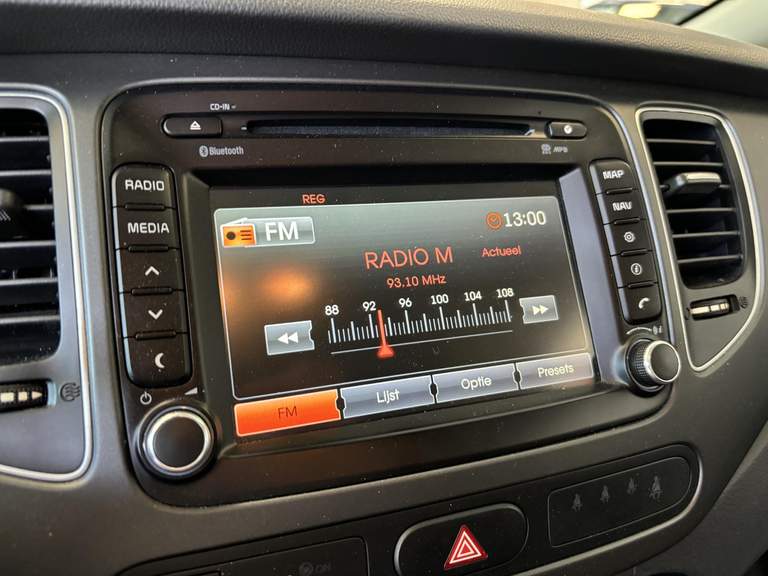 CD-IN
Bluetooth
MP3
RADIO
MEDIA
MAP
NAV
REG
FM
13:00
RADIO M
Actueel
93,10 MHz
88 92 96 100 104 108
FM
Lijst
Optie
Presets
ON